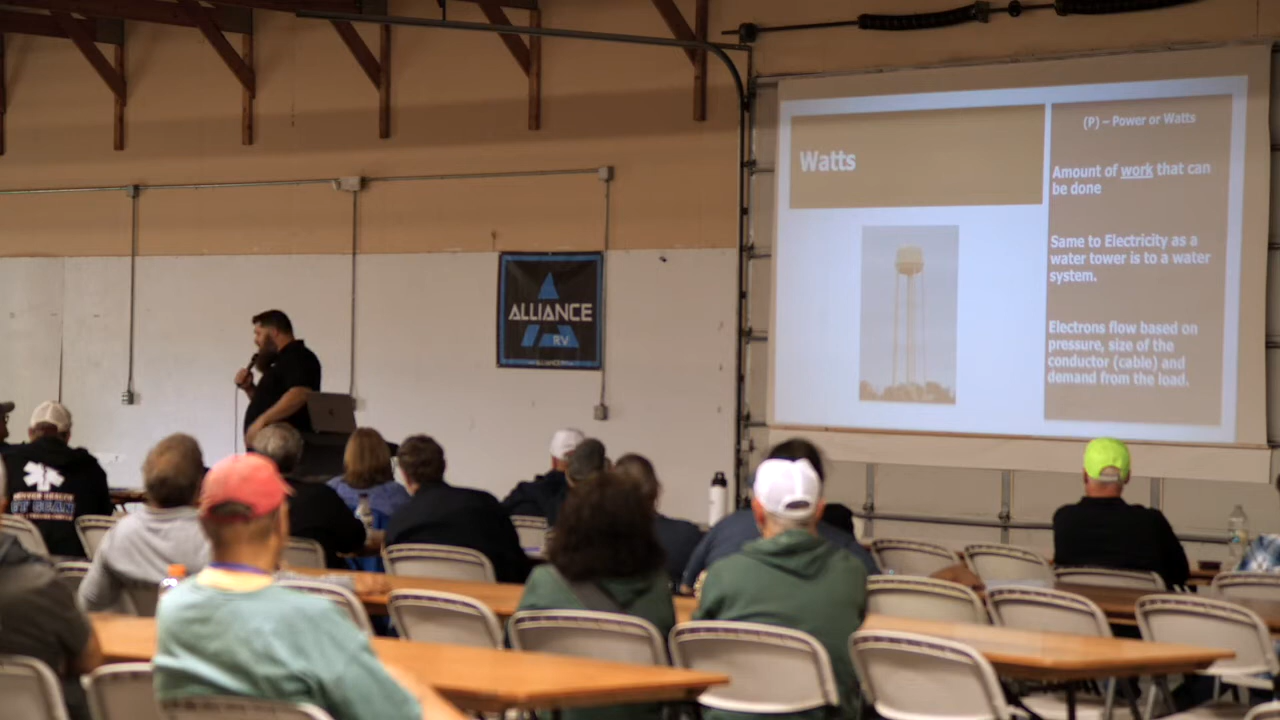 Watts
(P) – Power or Watts
Amount of work that can
be done
Same to Electricity as a
water tower is to a water
system.
Electrons flow based on
pressure, size of the
conductor (cable) and
demand from the load.
ALLIANCE
RV